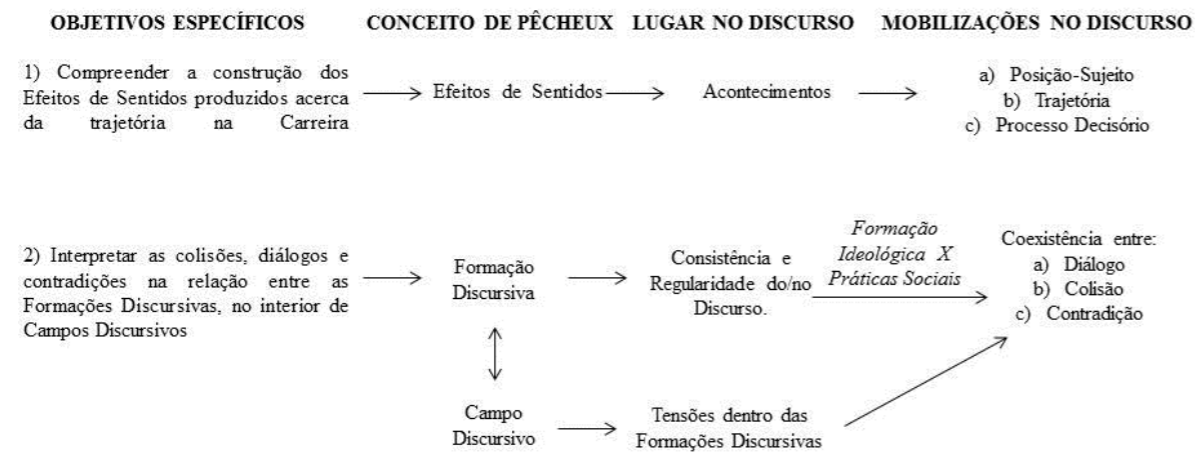 OBJETIVOS ESPECÍFICOS CONCEITO DE PÊCHEUX LUGAR NO DISCURSO MOBILIZAÇÕES NO DISCURSO
1) Compreender a construção dos
Efeitos de Sentidos produzidos acerca
da trajetória na Carreira
Efeitos de Sentidos
Acontecimentos
a) Posição-Sujeito
b) Trajetória
c) Processo Decisório
2) Interpretar as colisões, diálogos e
contradições na relação entre as
Formações Discursivas, no interior de
Campos Discursivos
Formação
Discursiva
Consistência e
Regularidade do/no
Discurso.
Formação
Ideológica X
Práticas Sociais
Coexistência entre:
a) Diálogo
b) Colisão
c) Contradição
Campo
Discursivo
Tensões dentro das
Formações Discursivas